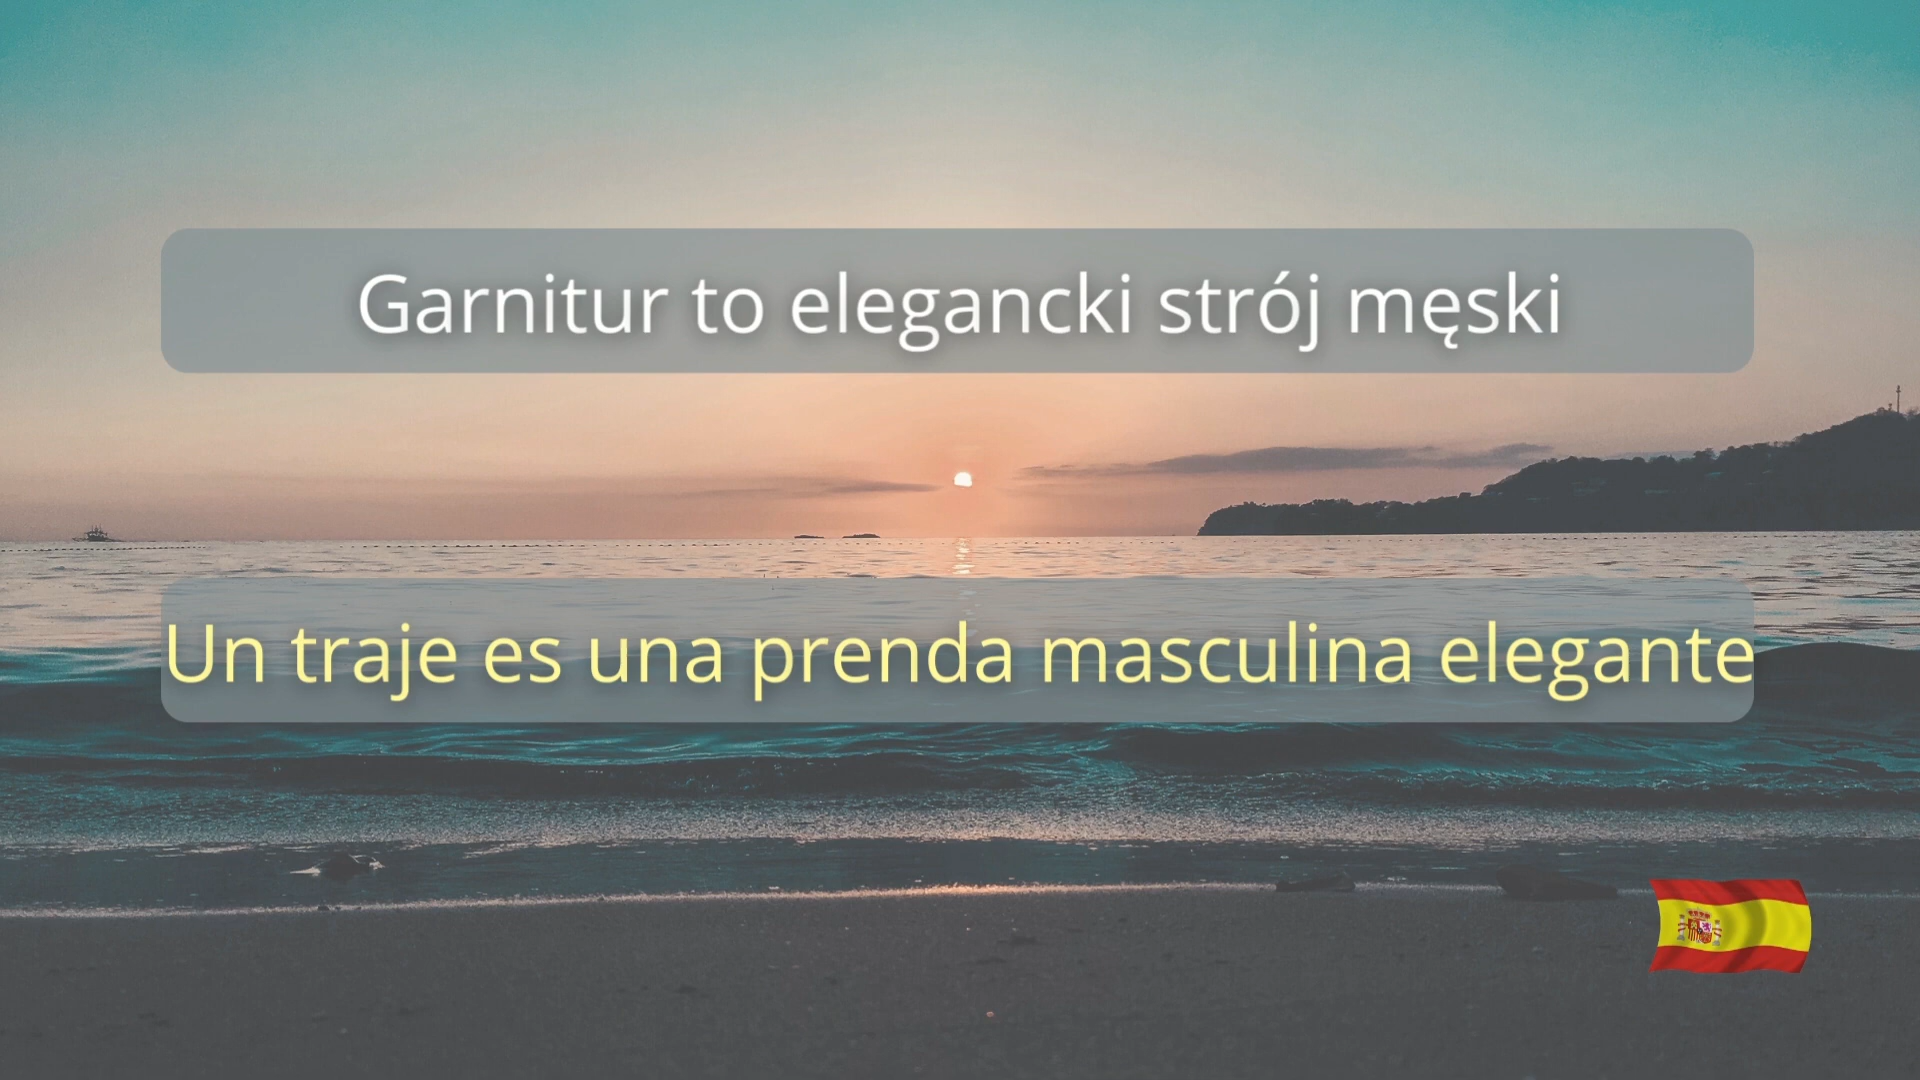 Garnitur to elegancki strój męski
Un traje es una prenda masculina elegante